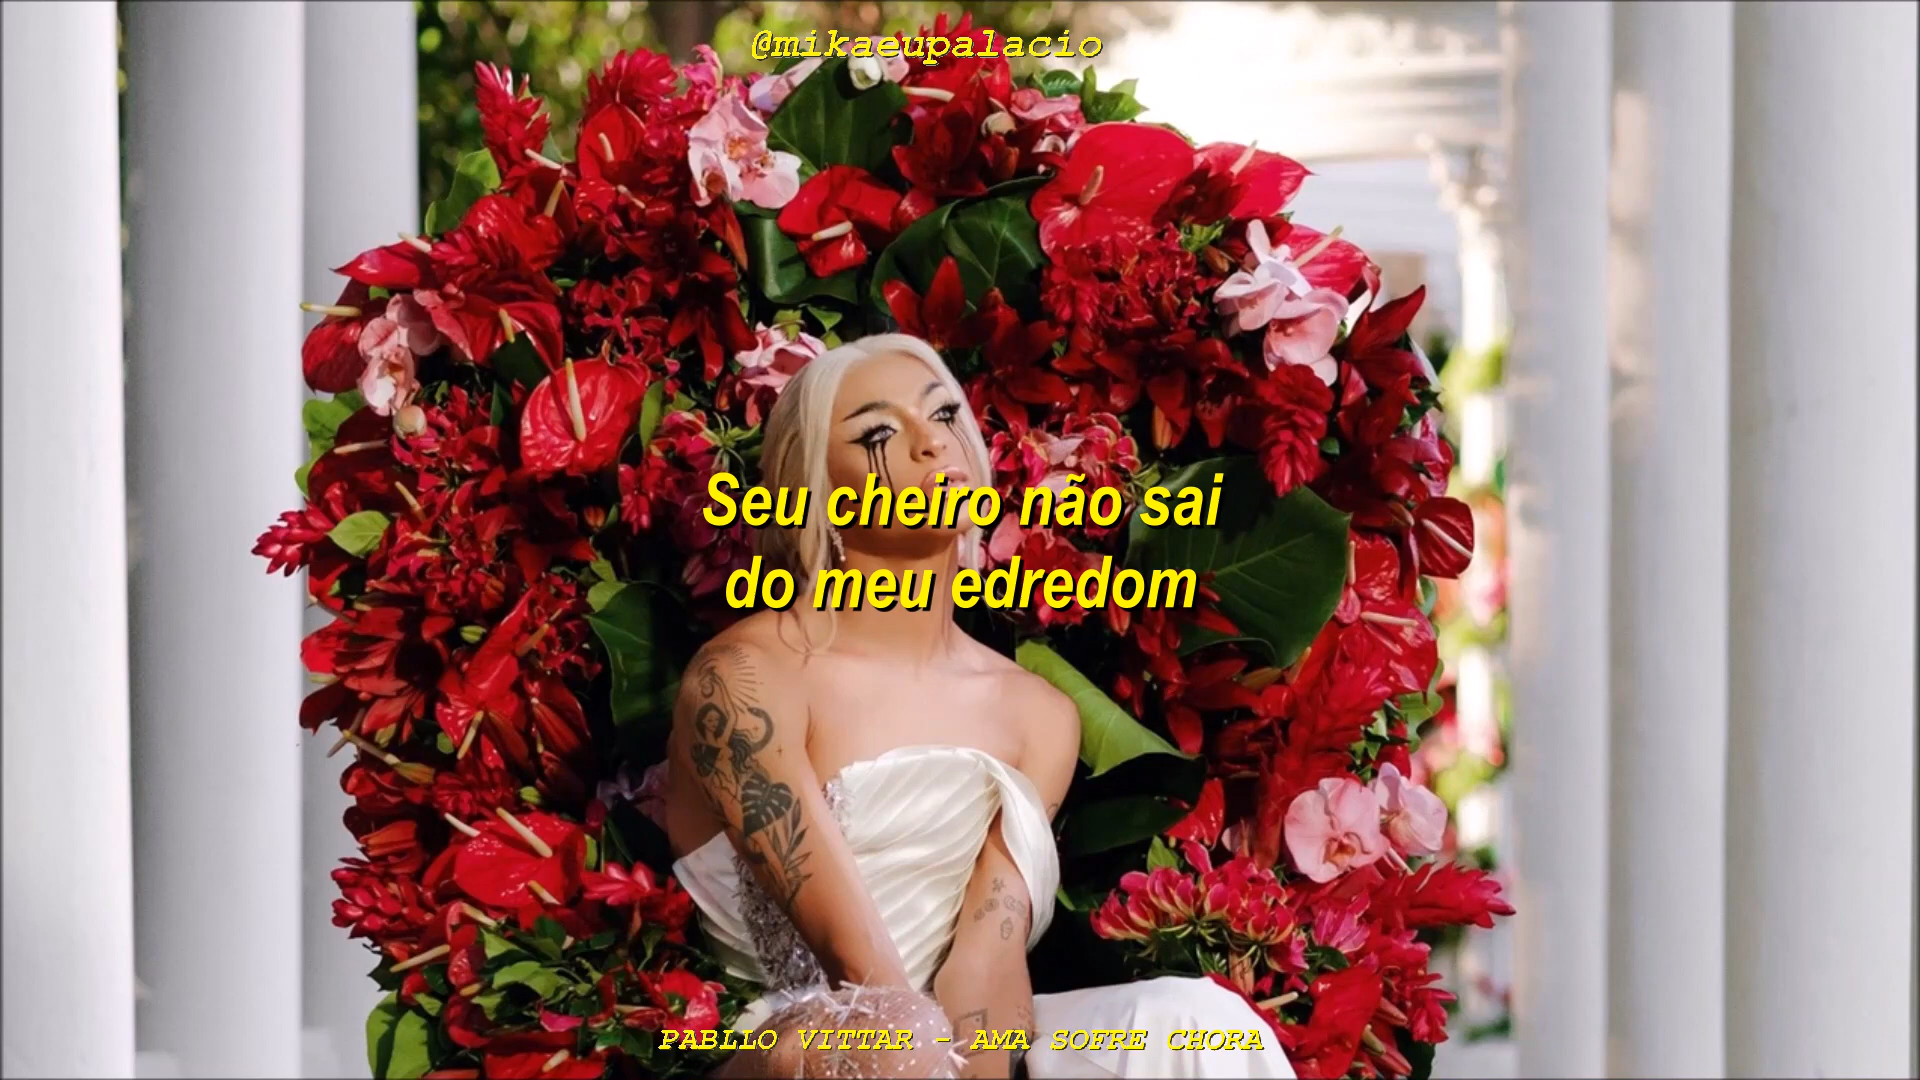 @mikaeupalacio
Seu cheiro não sai
do meu edredom
PABLLO VITTAR - AMA SOFRE CHORA